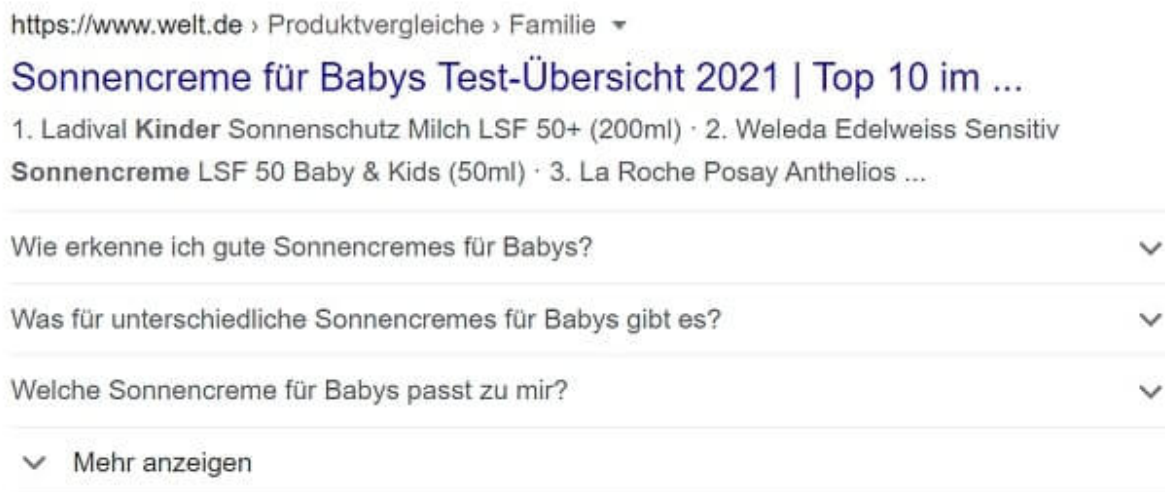 https://www.welt.de › Produktvergleiche › Familie
Sonnencreme für Babys Test-Übersicht 2021 | Top 10 im ...
1. Ladival Kinder Sonnenschutz Milch LSF 50+ (200ml) · 2. Weleda Edelweiss Sensitiv
Sonnencreme LSF 50 Baby & Kids (50ml) · 3. La Roche Posay Anthelios ...
Wie erkenne ich gute Sonnencremes für Babys?
Was für unterschiedliche Sonnencremes für Babys gibt es?
Welche Sonnencreme für Babys passt zu mir?
Mehr anzeigen